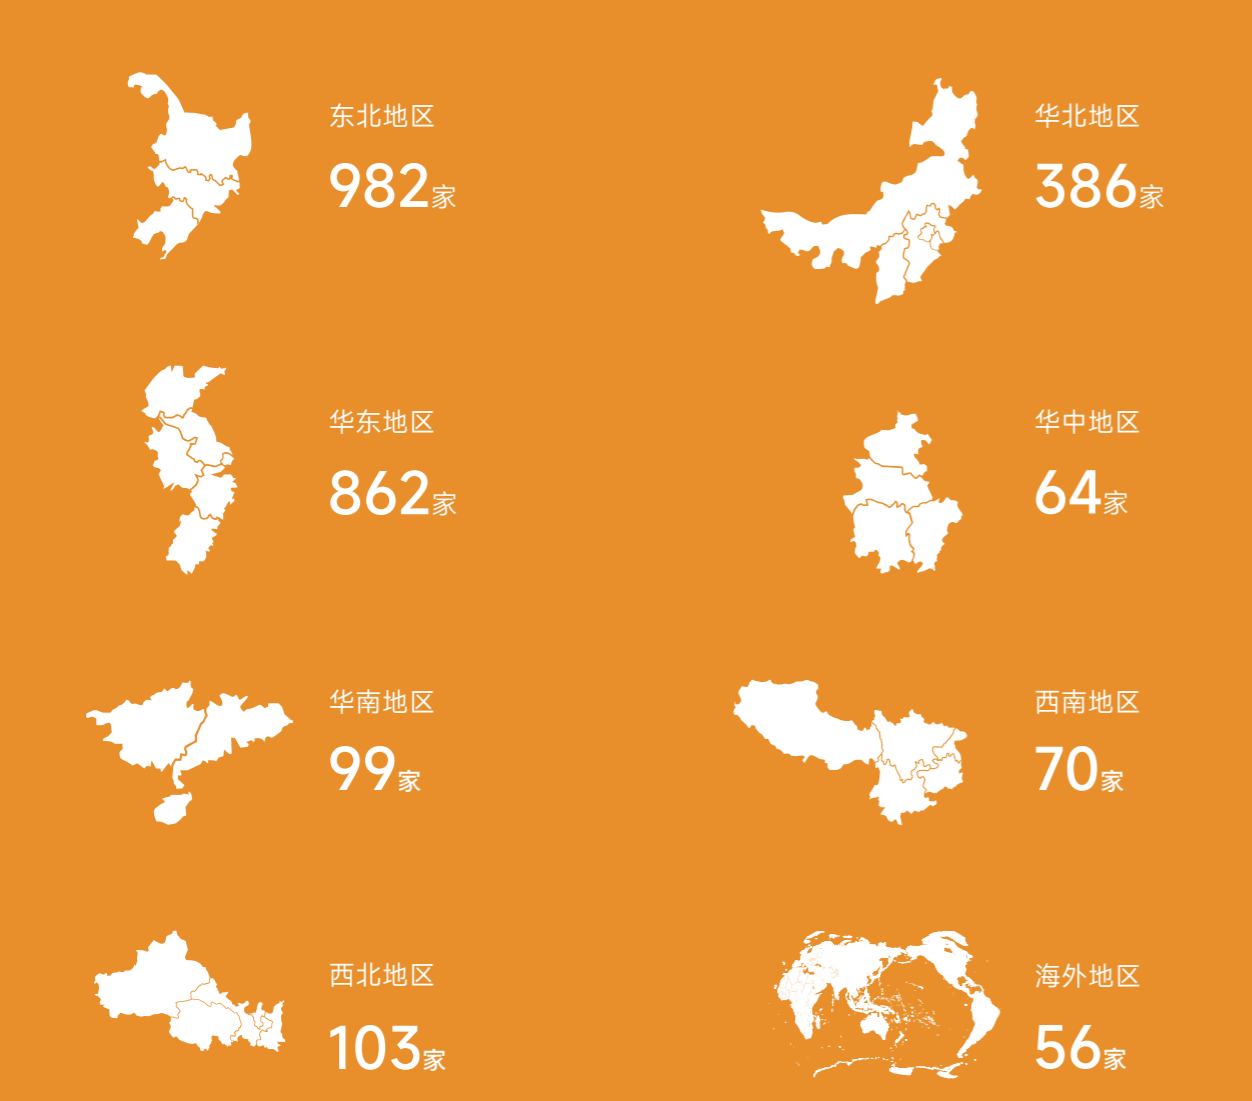 东北地区
982家
华北地区
386家
华东地区
862家
华中地区
64家
华南地区
99家
西南地区
70家
西北地区
103家
海外地区
56家